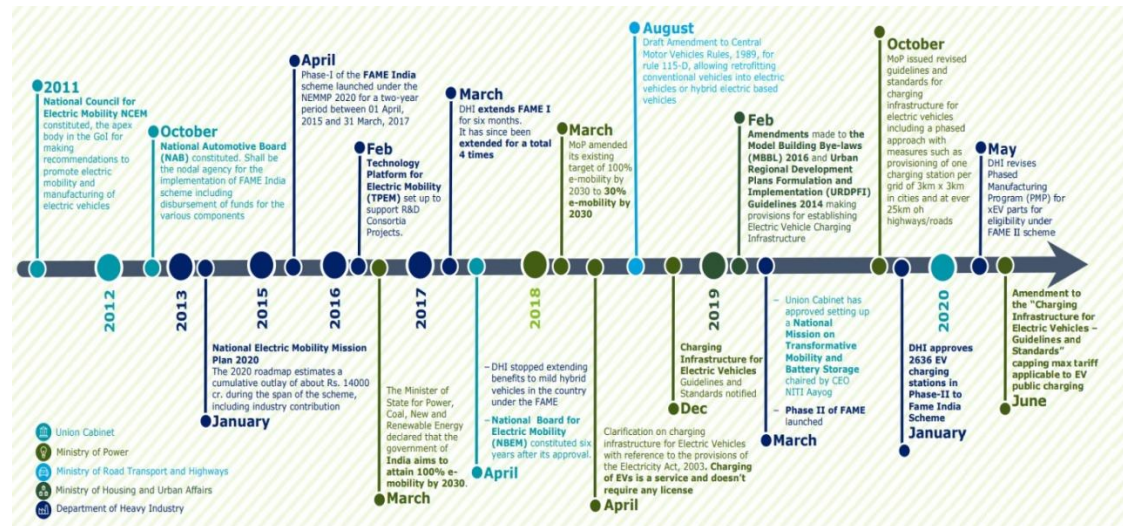 2011
National Council for
Electric Mobility NCEM
constituted, the apex
body in the GoI for
making
recommendations to
promote electric
mobility and
manufacturing of
electric vehicles
October
National Automotive Board
(NAB) constituted. Shall be
the nodal agency for the
implementation of FAME India
scheme including
disbursement of funds for the
various components
April
Phase-I of the FAME India
scheme launched under the
NEMMP 2020 for a two-year
period between 01 April,
2015 and 31 March, 2017
Feb
Technology
Platform for
Electric Mobility
(TPEM) set up to
support R&D
Consortia
Projects.
March
DHI extends FAME I
for six months.
It has since been
extended for a total
4 times
March
MoP amended its
existing
target of 100%
e-mobility by
2030 to 30%
e-mobility by
2030
August
Draft Amendment to Central
Motor Vehicles Rules, 1989, for
rule 115-D, allowing retrofitting
conventional vehicles into electric
vehicles or hybrid electric based
vehicles
Feb
Amendments made to the
Model Building Bye-laws
(MBBL) 2016 and Urban
Regional Development
Plans Formulation and
Implementation (URDPFI)
Guidelines 2014 making
provisions for establishing
Electric Vehicle Charging
Infrastructure
October
MoP issued revised
guidelines and
standards for
charging
infrastructure for
electric vehicles
including a phased
approach with
measures such as
provisioning of one
charging station per
grid of 3km x 3km
in cities and at ever
25km oh
highways/roads
May
DHI revises
Phased
Manufacturing
Program (PMP) for
xEV parts for
eligibility under
FAME II scheme
2012
2013
2015
2016
2017
2018
2019
2020
National Electric Mobility Mission
Plan 2020
The 2020 roadmap estimates a
cumulative outlay of about Rs. 14000
cr. during the span of the scheme,
including industry contribution
January
The Minister of
State for Power,
Coal, New and
Renewable Energy
declared that the
government of
India aims to
attain 100% e-
mobility by 2030.
March
– DHI stopped extending
benefits to mild hybrid
vehicles in the country
under the FAME
– National Board for
Electric Mobility
(NBEM) constituted six
years after its approval.
April
Clarification on charging
infrastructure for Electric Vehicles
with reference to the provisions of
the Electricity Act, 2003. Charging
of EVs is a service and doesn't
require any license
April
Charging
Infrastructure for
Electric Vehicles
Guidelines and
Standards notified
Dec
– Union Cabinet has
approved setting up
a National
Mission on
Transformative
Mobility and
Battery Storage
chaired by CEO
NITI Aayog
– Phase II of FAME
launched
March
DHI approves
2636 EV
charging
stations in
Phase-II to
Fame India
Scheme
January
Amendment to
the "Charging
Infrastructure for
Electric Vehicles –
Guidelines and
Standards"
capping max tariff
applicable to EV
public charging
June
Union Cabinet
Ministry of Power
Ministry of Road Transport and Highways
Ministry of Housing and Urban Affairs
Department of Heavy Industry